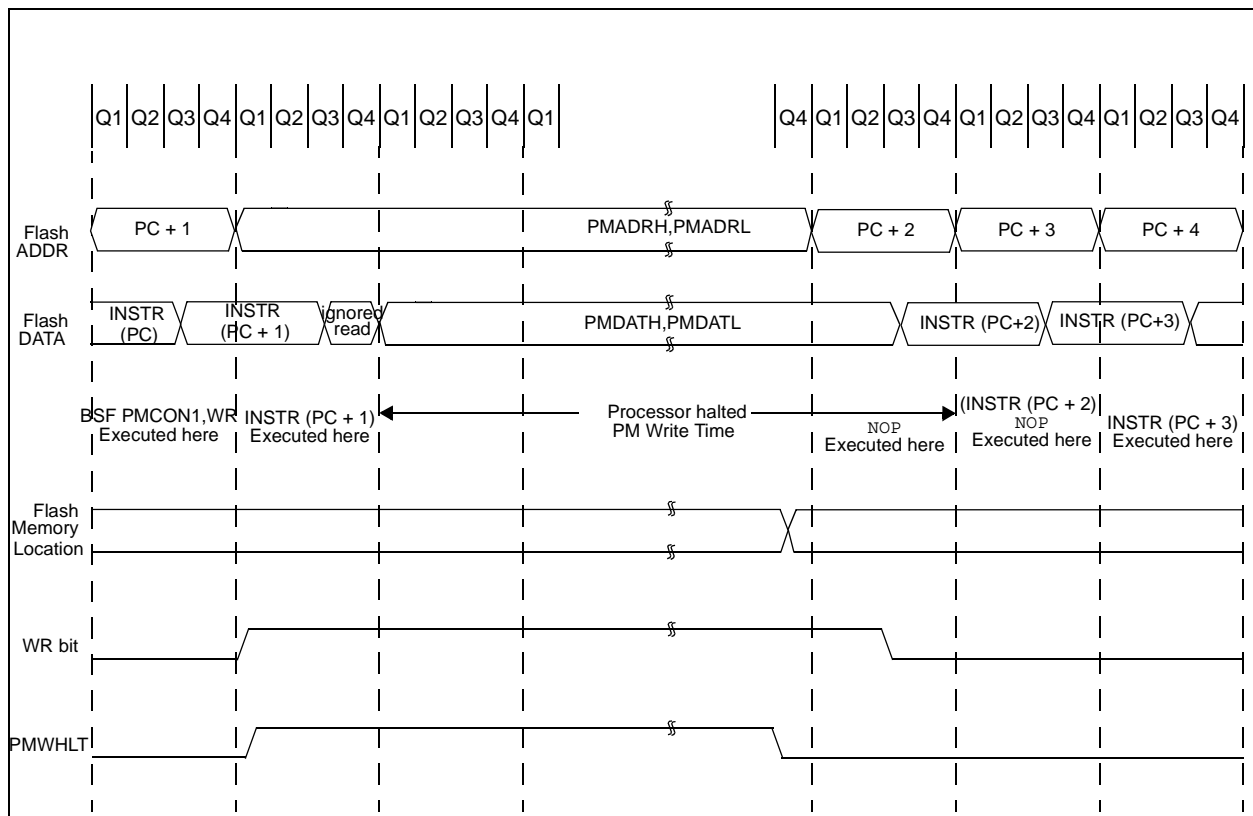 Q1 Q2 Q3 Q4 Q1 Q2 Q3 Q4 Q1 Q2 Q3 Q4 Q1 Q4 Q1 Q2 Q3 Q4 Q1 Q2 Q3 Q4 Q1 Q2 Q3 Q4
Flash
ADDR
PC + 1
PMADRH,PMADRL
PC + 2
PC + 3
PC + 4
Flash
DATA
INSTR
(PC)
INSTR
(PC + 1)
ignored
read
PMDATH,PMDATL
INSTR (PC+2)
INSTR (PC+3)
BSF PMCON1,WR
Executed here
INSTR (PC + 1)
Executed here
Processor halted
PM Write Time
NOP
Executed here
(INSTR (PC + 2)
NOP
Executed here
INSTR (PC + 3)
Executed here
Flash
Memory
Location
WR bit
PMWHLT